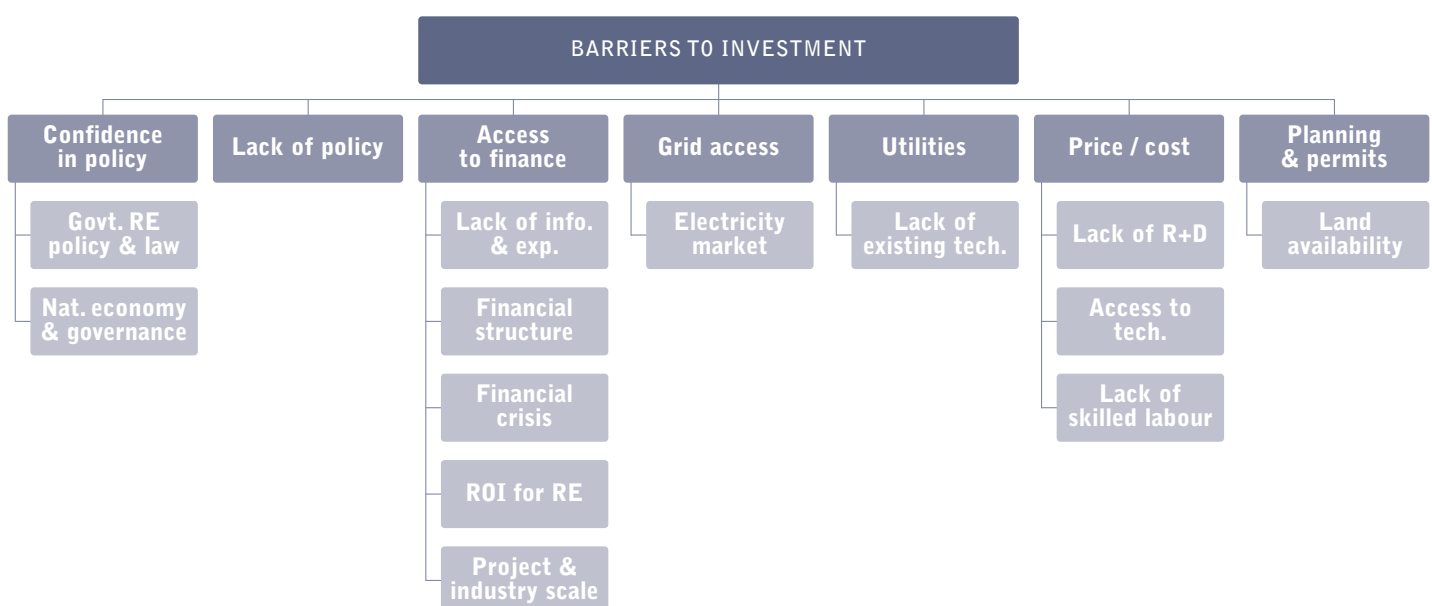 BARRIERS TO INVESTMENT
Confidence
in policy
Lack of policy
Access
to finance
Grid access
Utilities
Price / cost
Planning
& permits
Govt. RE
policy & law
Nat. economy
& governance
Lack of info.
& exp.
Financial
structure
Financial
crisis
ROI for RE
Project &
industry scale
Electricity
market
Lack of
existing tech.
Lack of R+D
Access to
tech.
Lack of
skilled labour
Land
availability